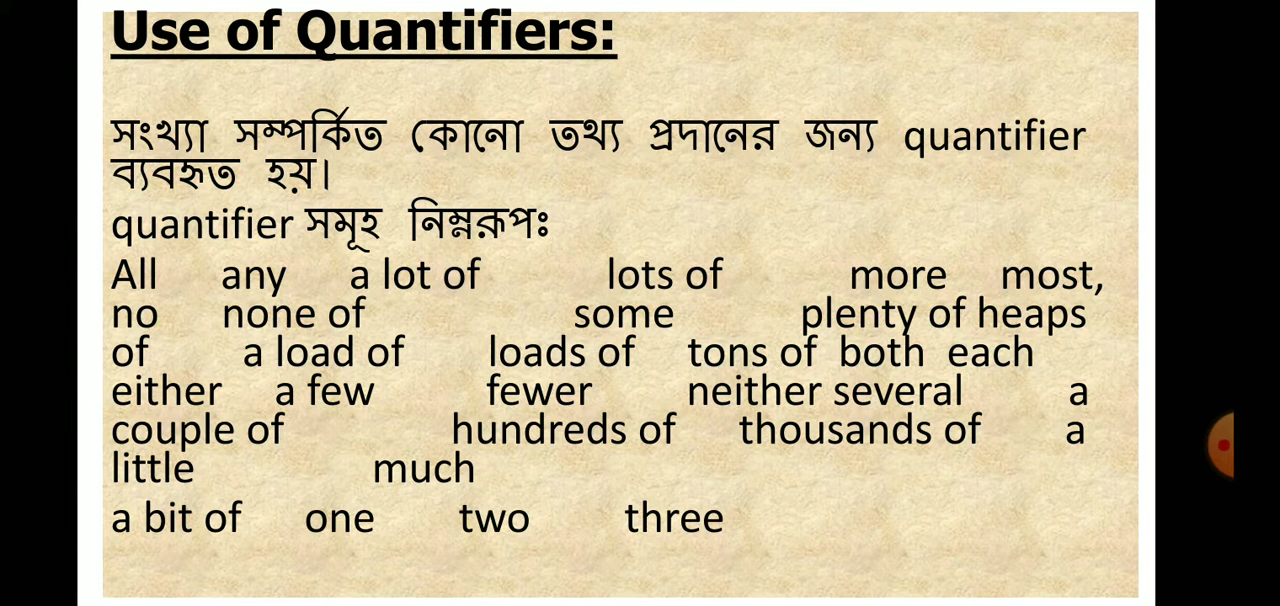 Use of Quantifiers:
সংখ্যা সম্পর্কিত কোনো তথ্য প্রদানের জন্য quantifier
ব্যবহৃত হয়।
quantifier সমূহ নিম্নরূপঃ
All any a lot of lots of more most,
no none of some plenty of heaps
of a load of loads of tons of both each
either a few fewer neither several a
couple of hundreds of thousands of a
little much
a bit of one two three